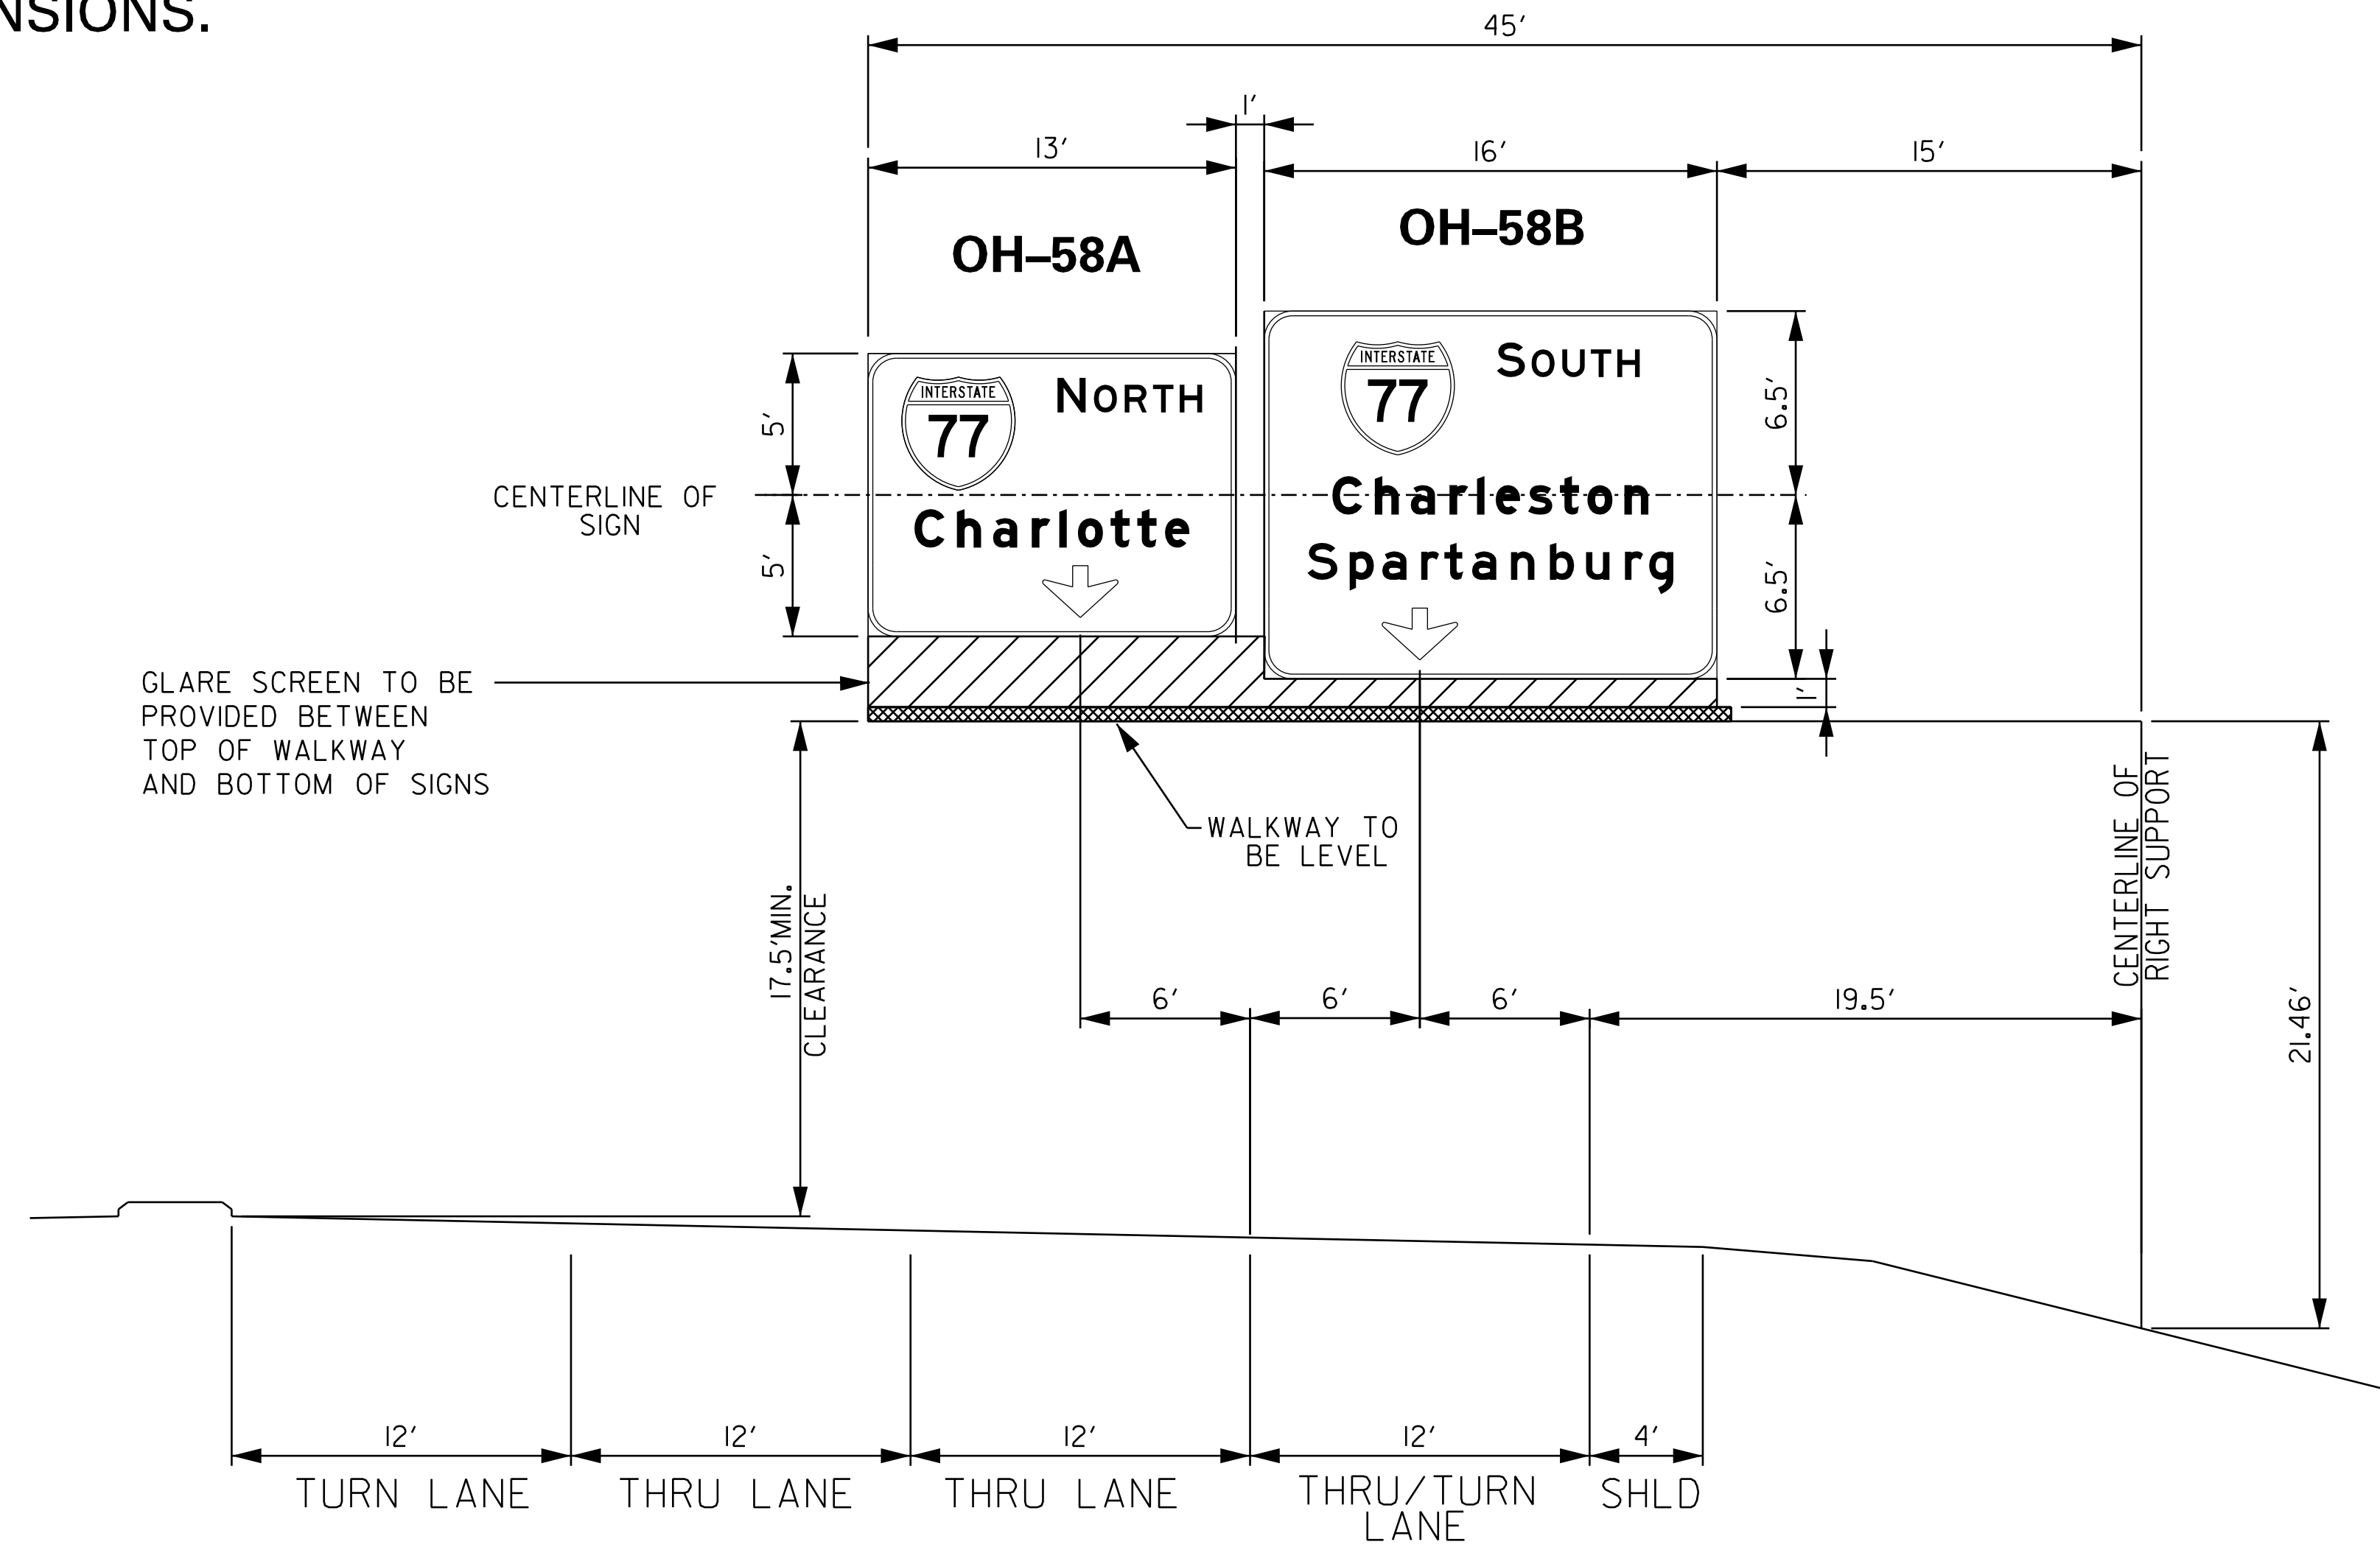 NSIONS.
45′
1′
13′
16′
15′
OH–58A
OH–58B
INTERSTATE
77
NORTH
Charlotte
INTERSTATE
77
SOUTH
Charleston
Spartanburg
5′
5′
6.5′
6.5′
1′
CENTERLINE OF
SIGN
GLARE SCREEN TO BE
PROVIDED BETWEEN
TOP OF WALKWAY
AND BOTTOM OF SIGNS
WALKWAY TO
BE LEVEL
17.5′MIN.
CLEARANCE
CENTERLINE OF
RIGHT SUPPORT
6′
6′
6′
19.5′
21.46′
12′
12′
12′
12′
4′
TURN LANE
THRU LANE
THRU LANE
THRU/TURN
LANE
SHLD